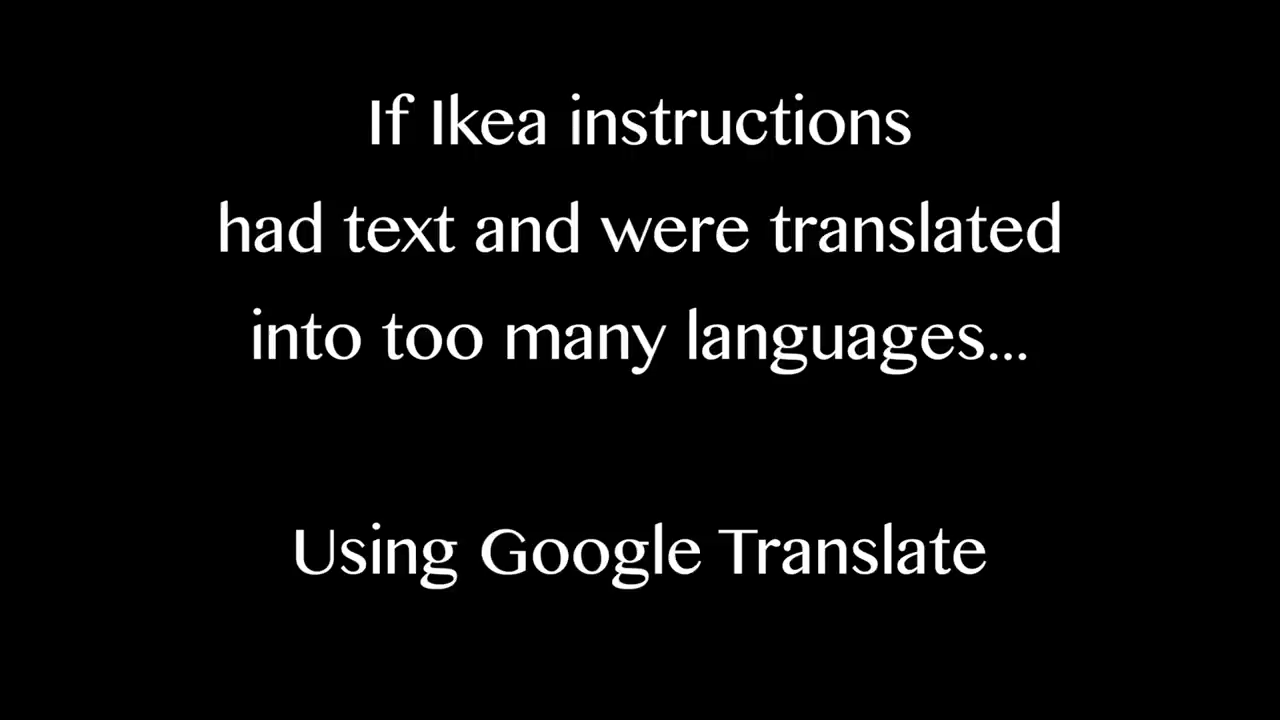 If Ikea instructions
had text and were translated
into too many languages...
Using Google Translate